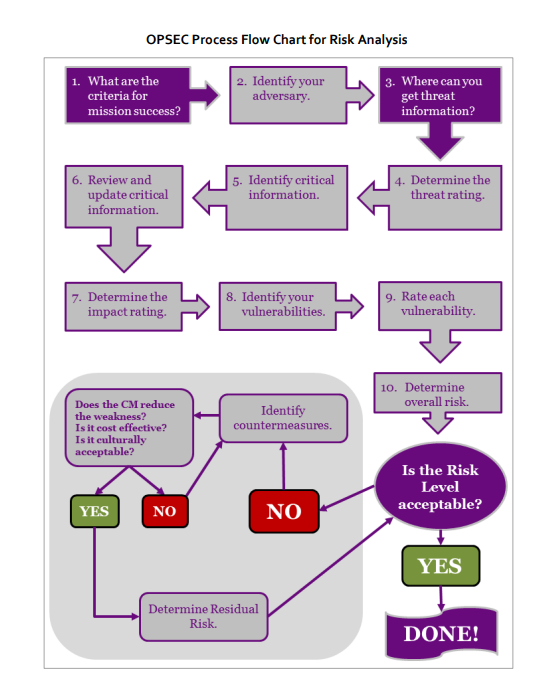 OPSEC Process Flow Chart for Risk Analysis
1. What are the
criteria for
mission success?
2. Identify your
adversary.
3. Where can you
get threat
information?
6. Review and
update critical
information.
5. Identify critical
information.
4. Determine the
threat rating.
7. Determine the
impact rating.
8. Identify your
vulnerabilities.
9. Rate each
vulnerability.
10. Determine
overall risk.
Does the CM reduce
the weakness?
Is it cost effective?
Is it culturally
acceptable?
Identify
countermeasures.
Is the Risk
Level
acceptable?
YES
NO
NO
YES
Determine Residual
Risk.
DONE!